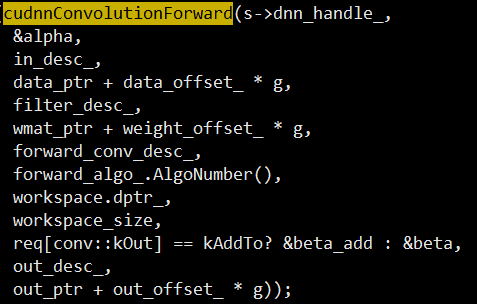 (cudnnConvolutionForward(s->dnn_handle_,
&alpha,
in_desc_,
data_ptr + data_offset_ * g,
filter_desc_,
wmat_ptr + weight_offset_ * g,
forward_conv_desc_,
forward_algo_.AlgoNumber(),
workspace.dptr_,
workspace_size,
req[conv::kOut] == kAddTo? &beta_add : &beta,
out_desc_,
out_ptr + out_offset_ * g));